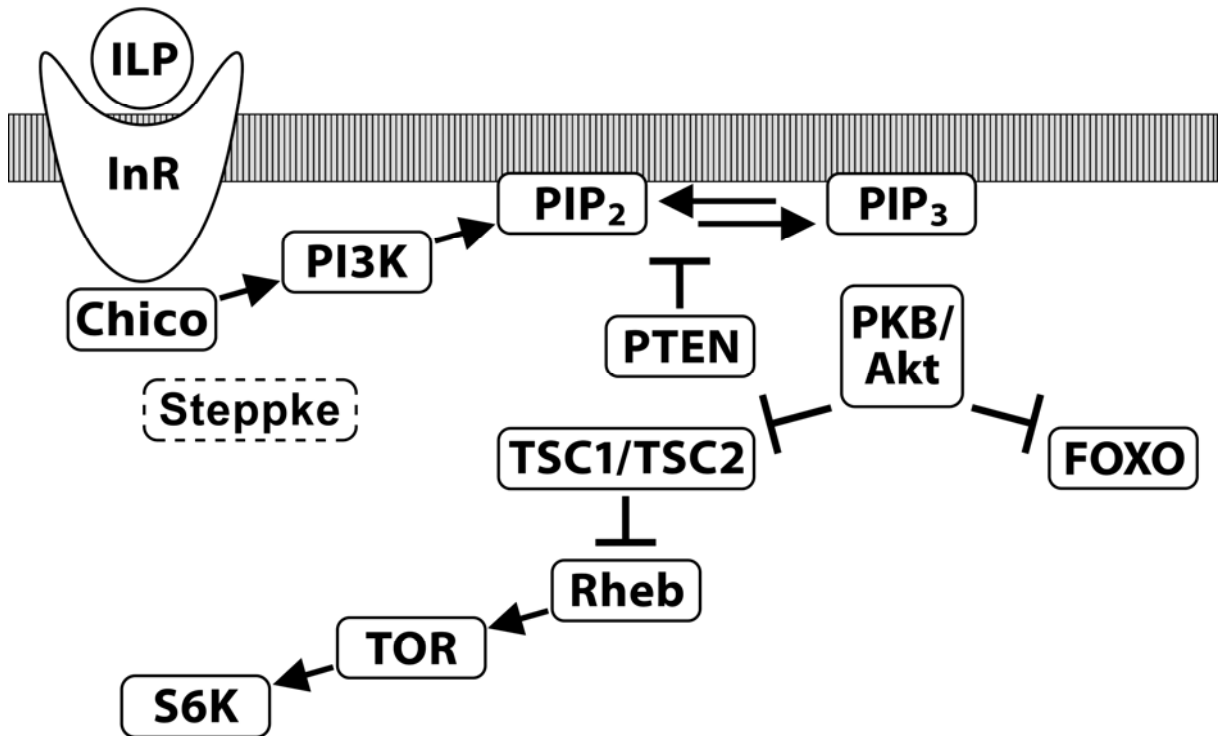 ILP
InR
PIP₂
PIP₃
PI3K
Chico
PTEN
PKB/
Akt
Steppke
TSC1/TSC2
FOXO
Rheb
TOR
S6K